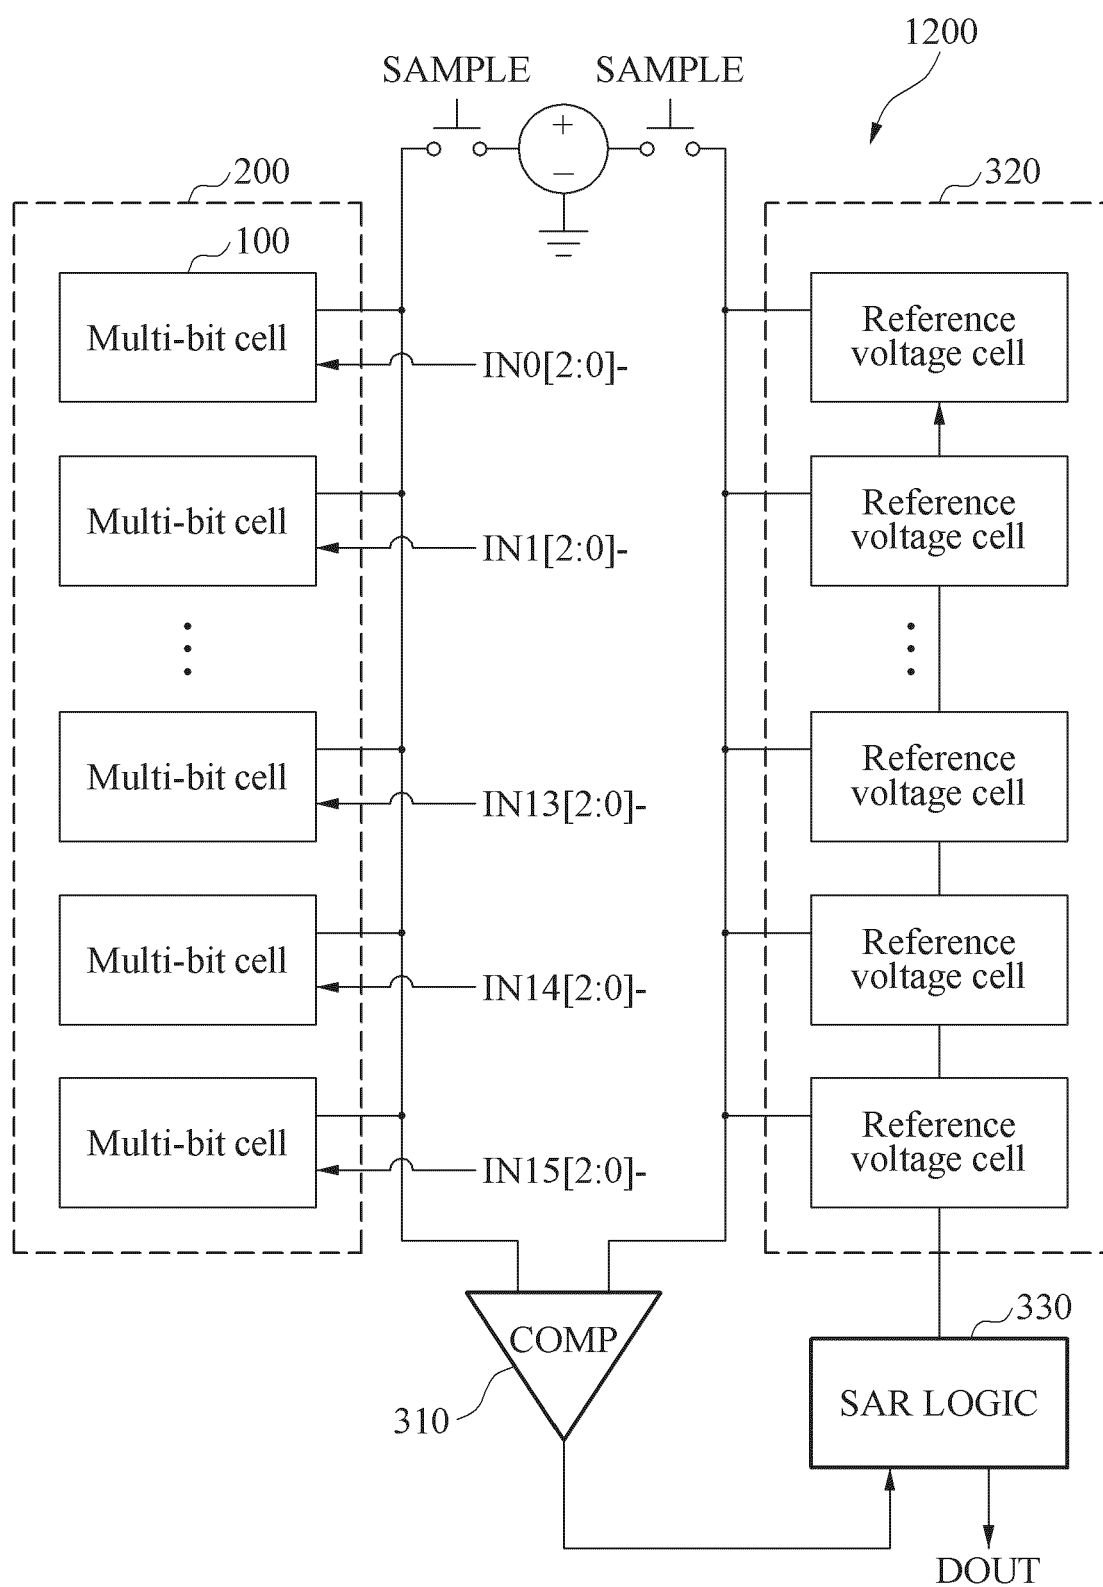 1200
SAMPLE
SAMPLE
+
−
200
320
100
Multi-bit cell
IN0[2:0]-
Reference
voltage cell
Multi-bit cell
IN1[2:0]-
Reference
voltage cell
Multi-bit cell
IN13[2:0]-
Reference
voltage cell
Multi-bit cell
IN14[2:0]-
Reference
voltage cell
Multi-bit cell
IN15[2:0]-
Reference
voltage cell
COMP
310
330
SAR LOGIC
DOUT